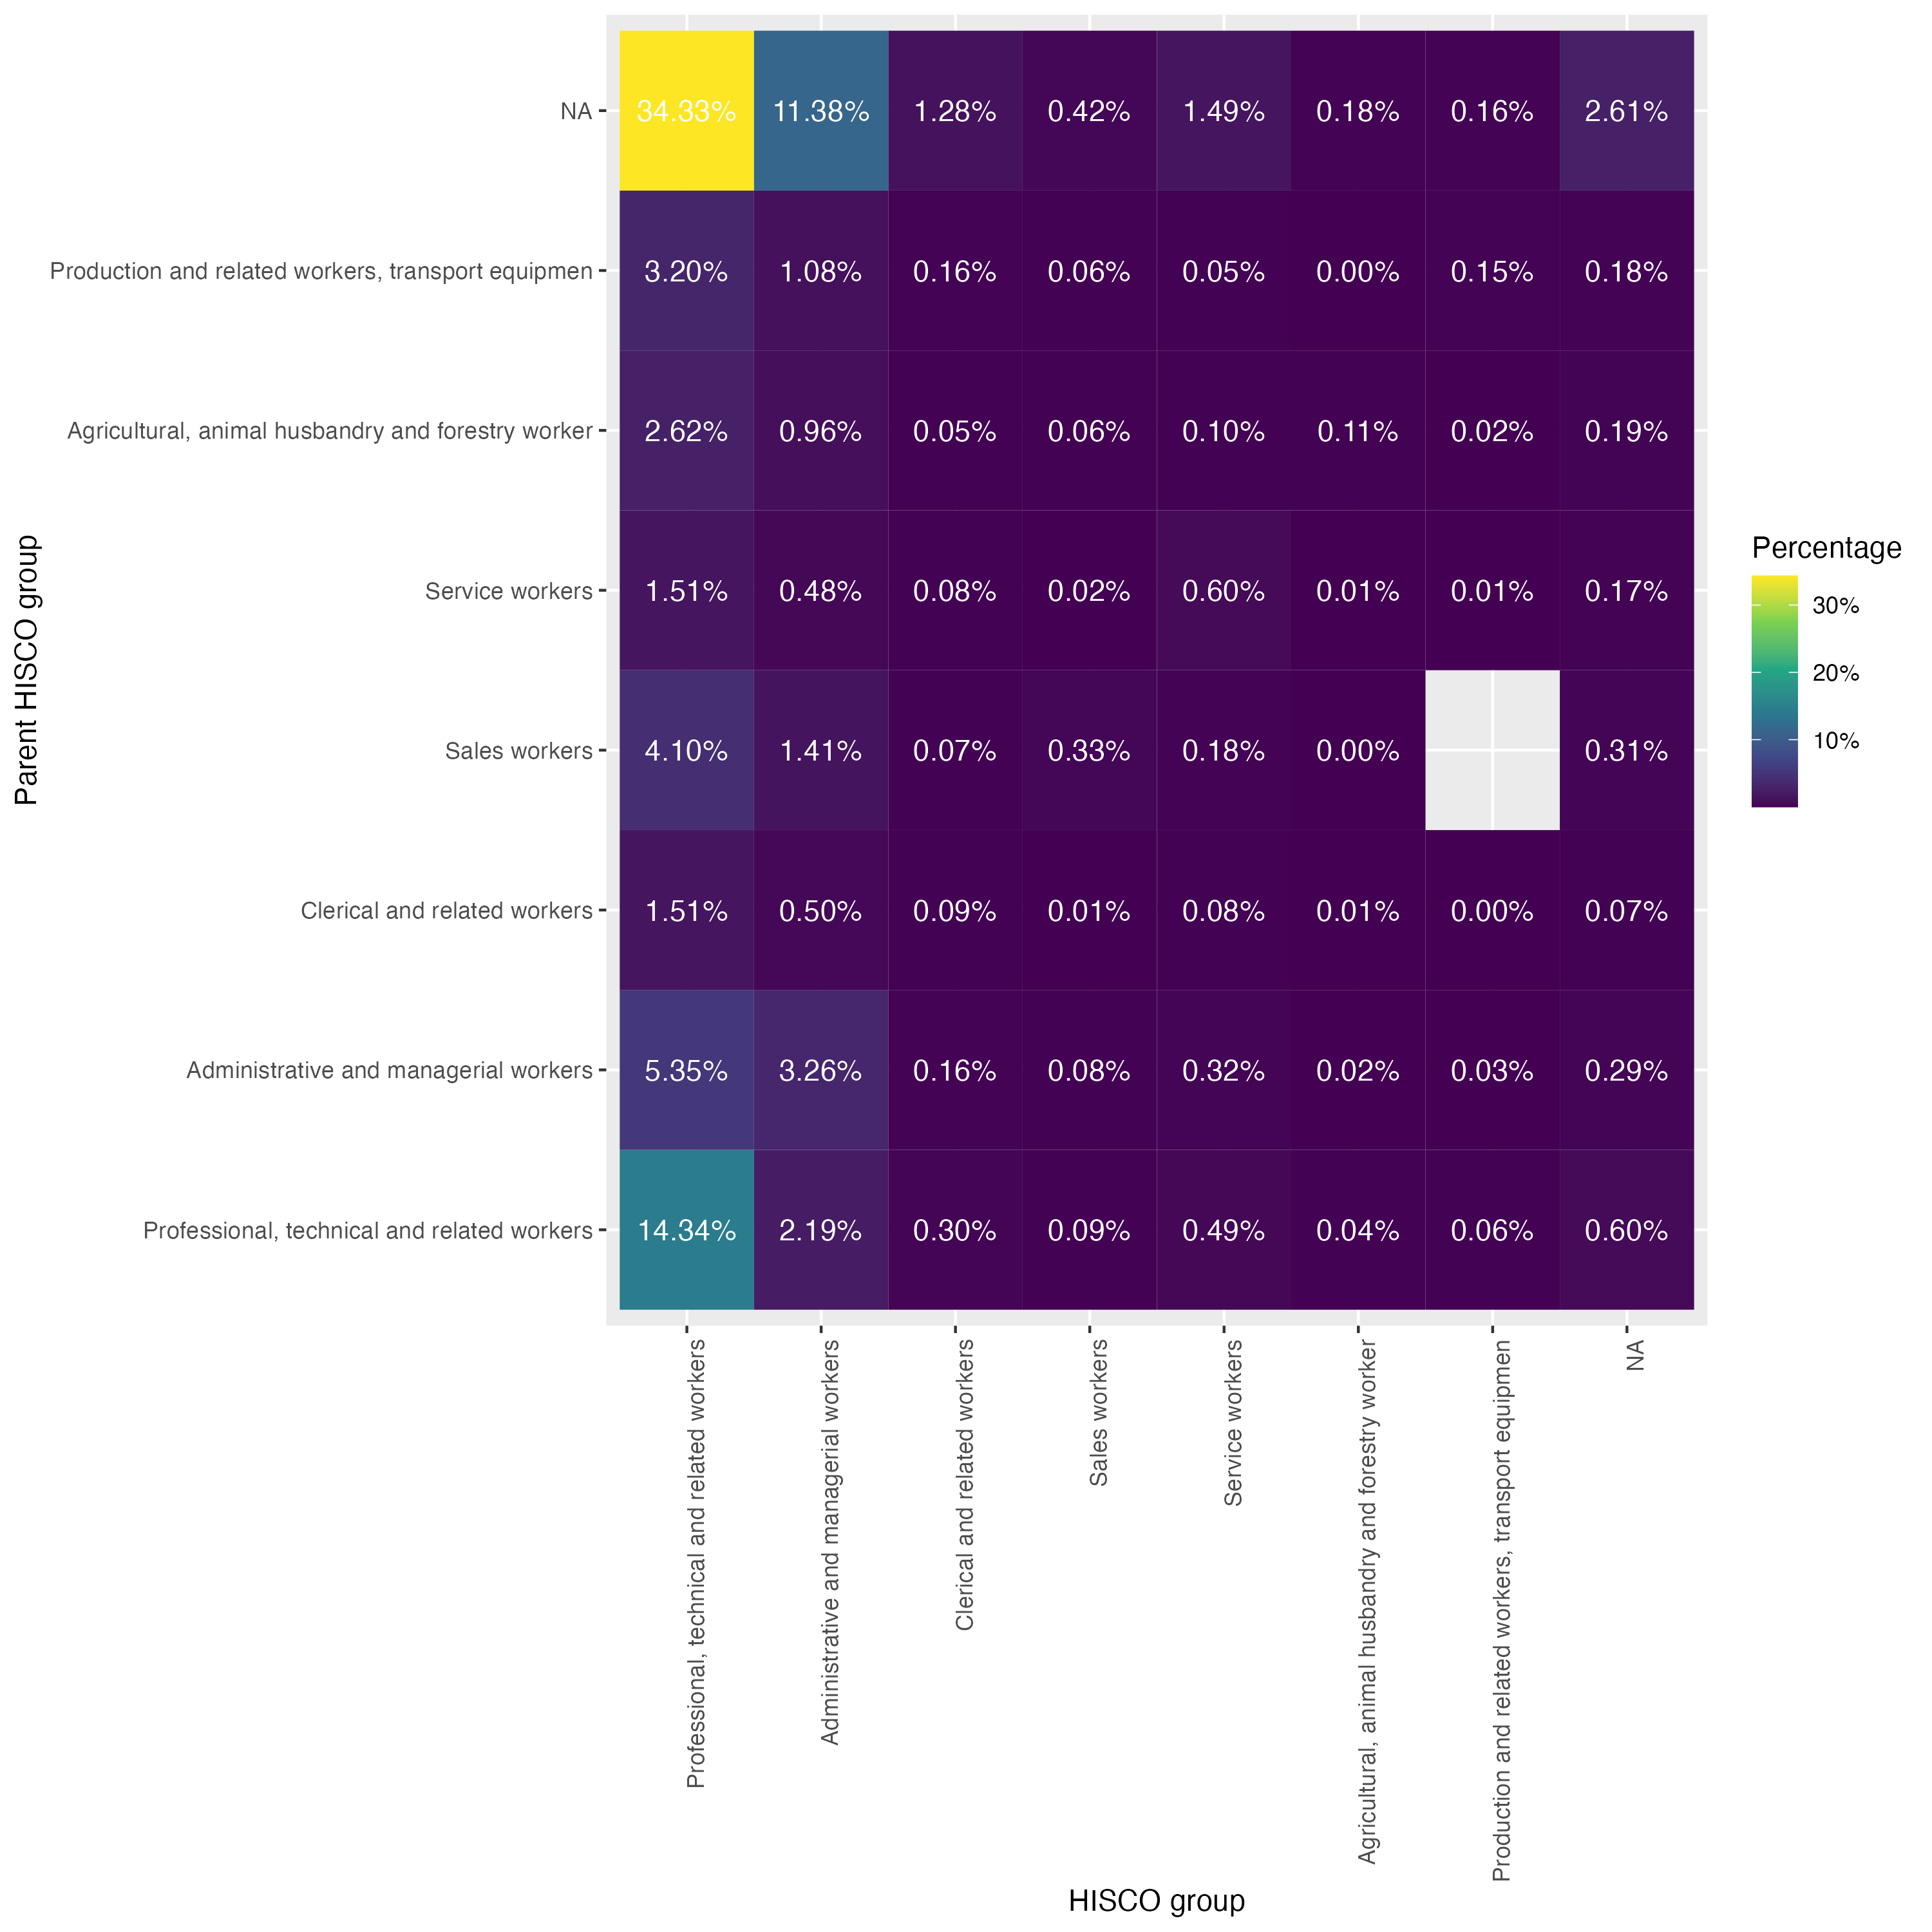 NA
34.33% 11.38% 1.28% 0.42% 1.49% 0.18% 0.16% 2.61%
Production and related workers, transport equipmen
3.20% 1.08% 0.16% 0.06% 0.05% 0.00% 0.15% 0.18%
Agricultural, animal husbandry and forestry worker
2.62% 0.96% 0.05% 0.06% 0.10% 0.11% 0.02% 0.19%
Service workers
1.51% 0.48% 0.08% 0.02% 0.60% 0.01% 0.01% 0.17%
Sales workers
4.10% 1.41% 0.07% 0.33% 0.18% 0.00% 0.31%
Clerical and related workers
1.51% 0.50% 0.09% 0.01% 0.08% 0.01% 0.00% 0.07%
Administrative and managerial workers
5.35% 3.26% 0.16% 0.08% 0.32% 0.02% 0.03% 0.29%
Professional, technical and related workers
14.34% 2.19% 0.30% 0.09% 0.49% 0.04% 0.06% 0.60%
Parent HISCO group
Professional, technical and related workers
Administrative and managerial workers
Clerical and related workers
Sales workers
Service workers
Agricultural, animal husbandry and forestry worker
Production and related workers, transport equipmen
NA
HISCO group
Percentage
30%
20%
10%